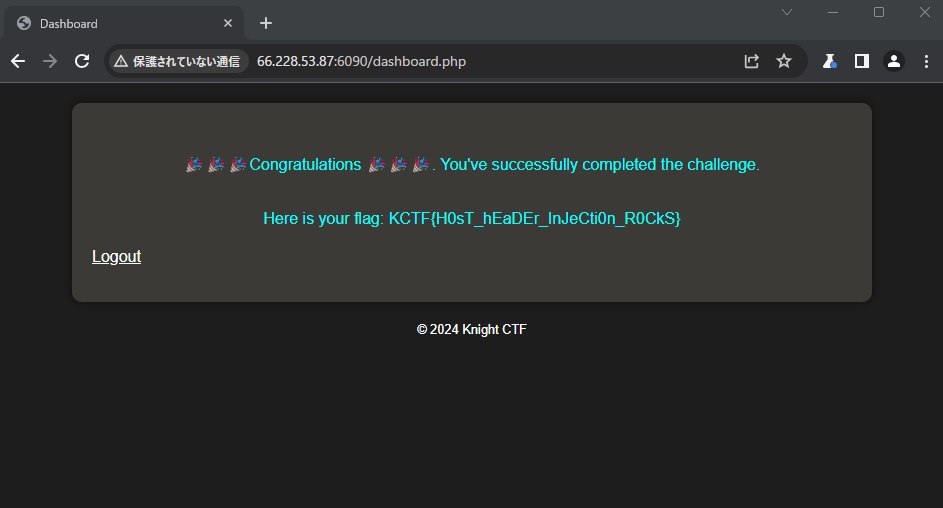 Dashboard
保護されていない通信 66.228.53.87:6090/dashboard.php
🎉🎉🎉Congratulations 🎉🎉🎉. You've successfully completed the challenge.
Here is your flag: KCTF{H0sT_hEaDEr_InJeCti0n_R0CkS}
Logout
© 2024 Knight CTF